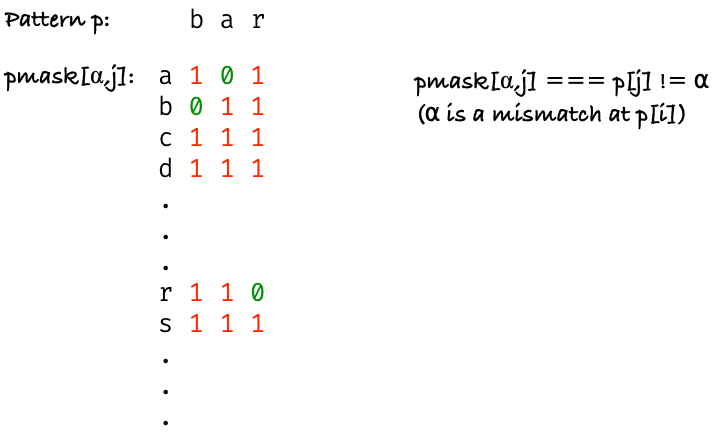 Pattern p: b a r
pmask[α,j]: a 1 0 1
pmask[α,j] === p[j] != α
b 0 1 1
(α is a mismatch at p[i])
c 1 1 1
d 1 1 1
.
.
.
r 1 1 0
s 1 1 1
.
.
.